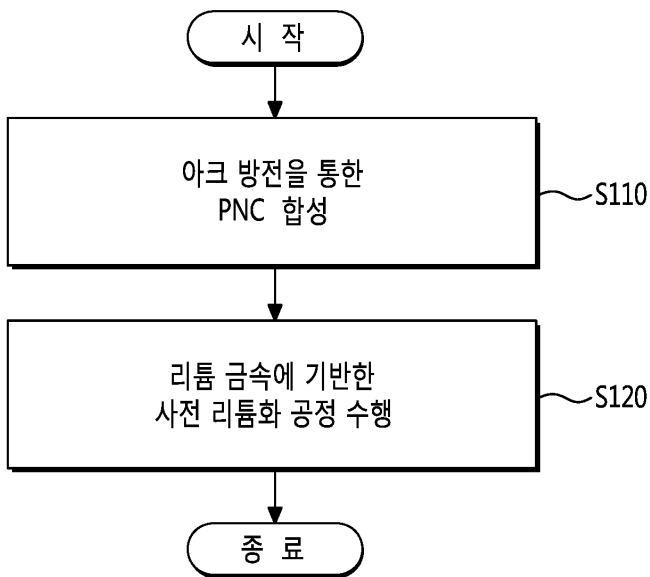 시 작
아크 방전을 통한
PNC 합성
S110
리튬 금속에 기반한
사전 리튬화 공정 수행
S120
종 료